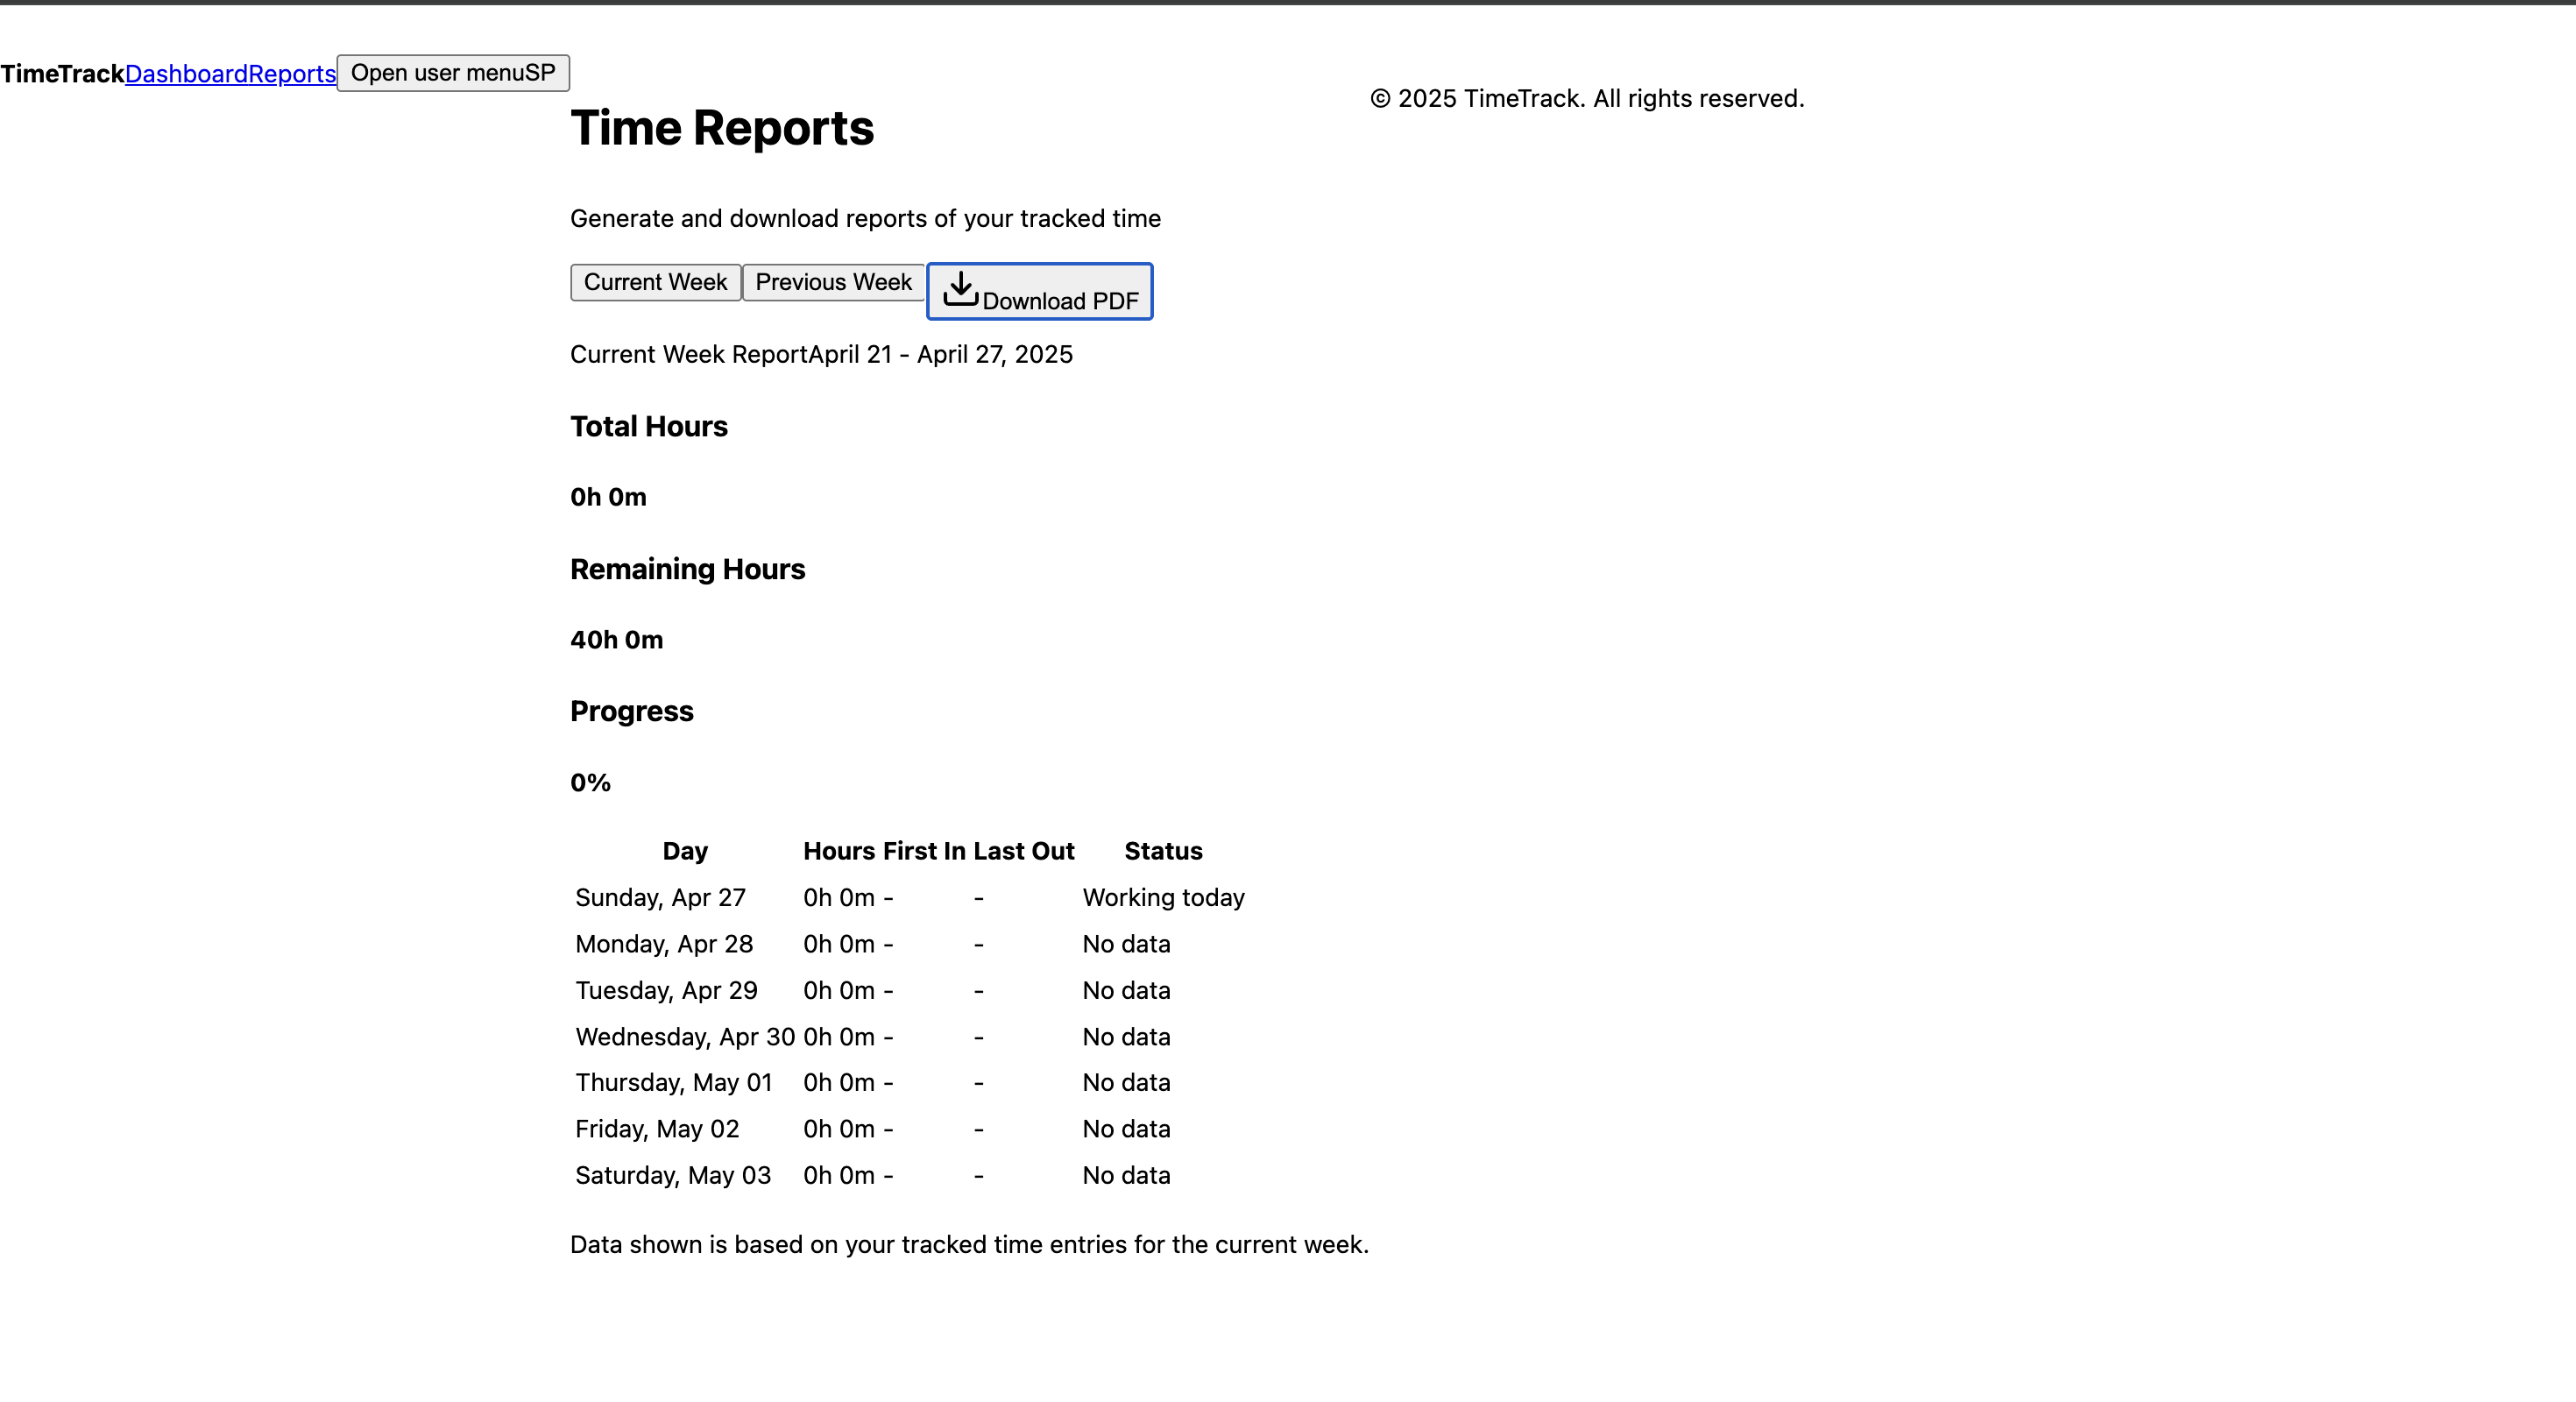 TimeTrackDashboardReports Open user menuSP
© 2025 TimeTrack. All rights reserved.
Time Reports
Generate and download reports of your tracked time
Current Week Previous Week Download PDF
Current Week ReportApril 21 - April 27, 2025
Total Hours
0h 0m
Remaining Hours
40h 0m
Progress
0%
Day Hours First In Last Out Status
Sunday, Apr 27 0h 0m - - Working today
Monday, Apr 28 0h 0m - - No data
Tuesday, Apr 29 0h 0m - - No data
Wednesday, Apr 30 0h 0m - - No data
Thursday, May 01 0h 0m - - No data
Friday, May 02 0h 0m - - No data
Saturday, May 03 0h 0m - - No data
Data shown is based on your tracked time entries for the current week.